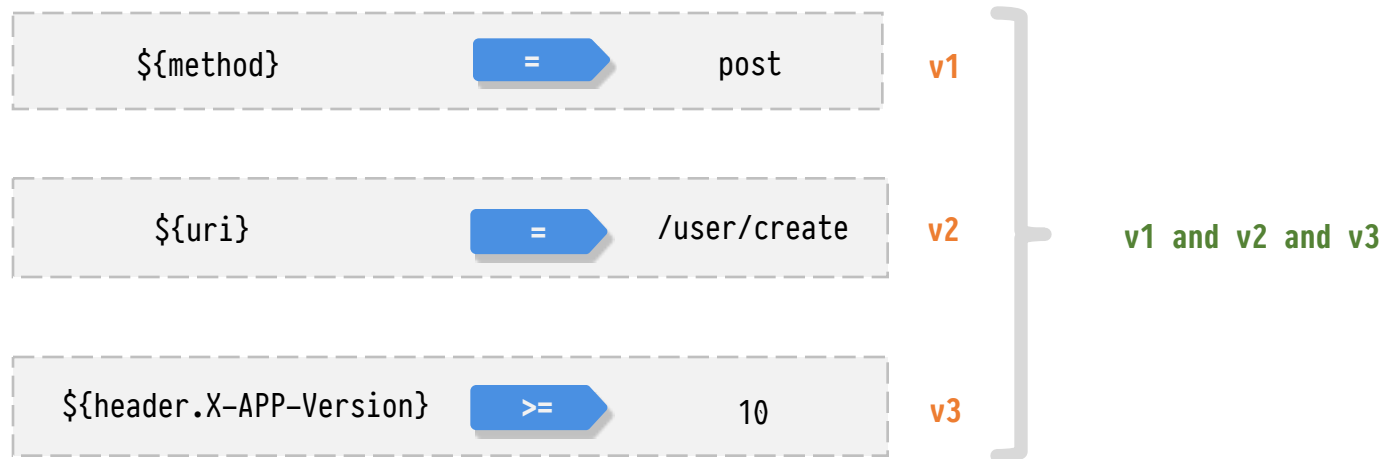 ${method} = post v1
${uri} = /user/create v2
v1 and v2 and v3
${header.X-APP-Version} >= 10 v3